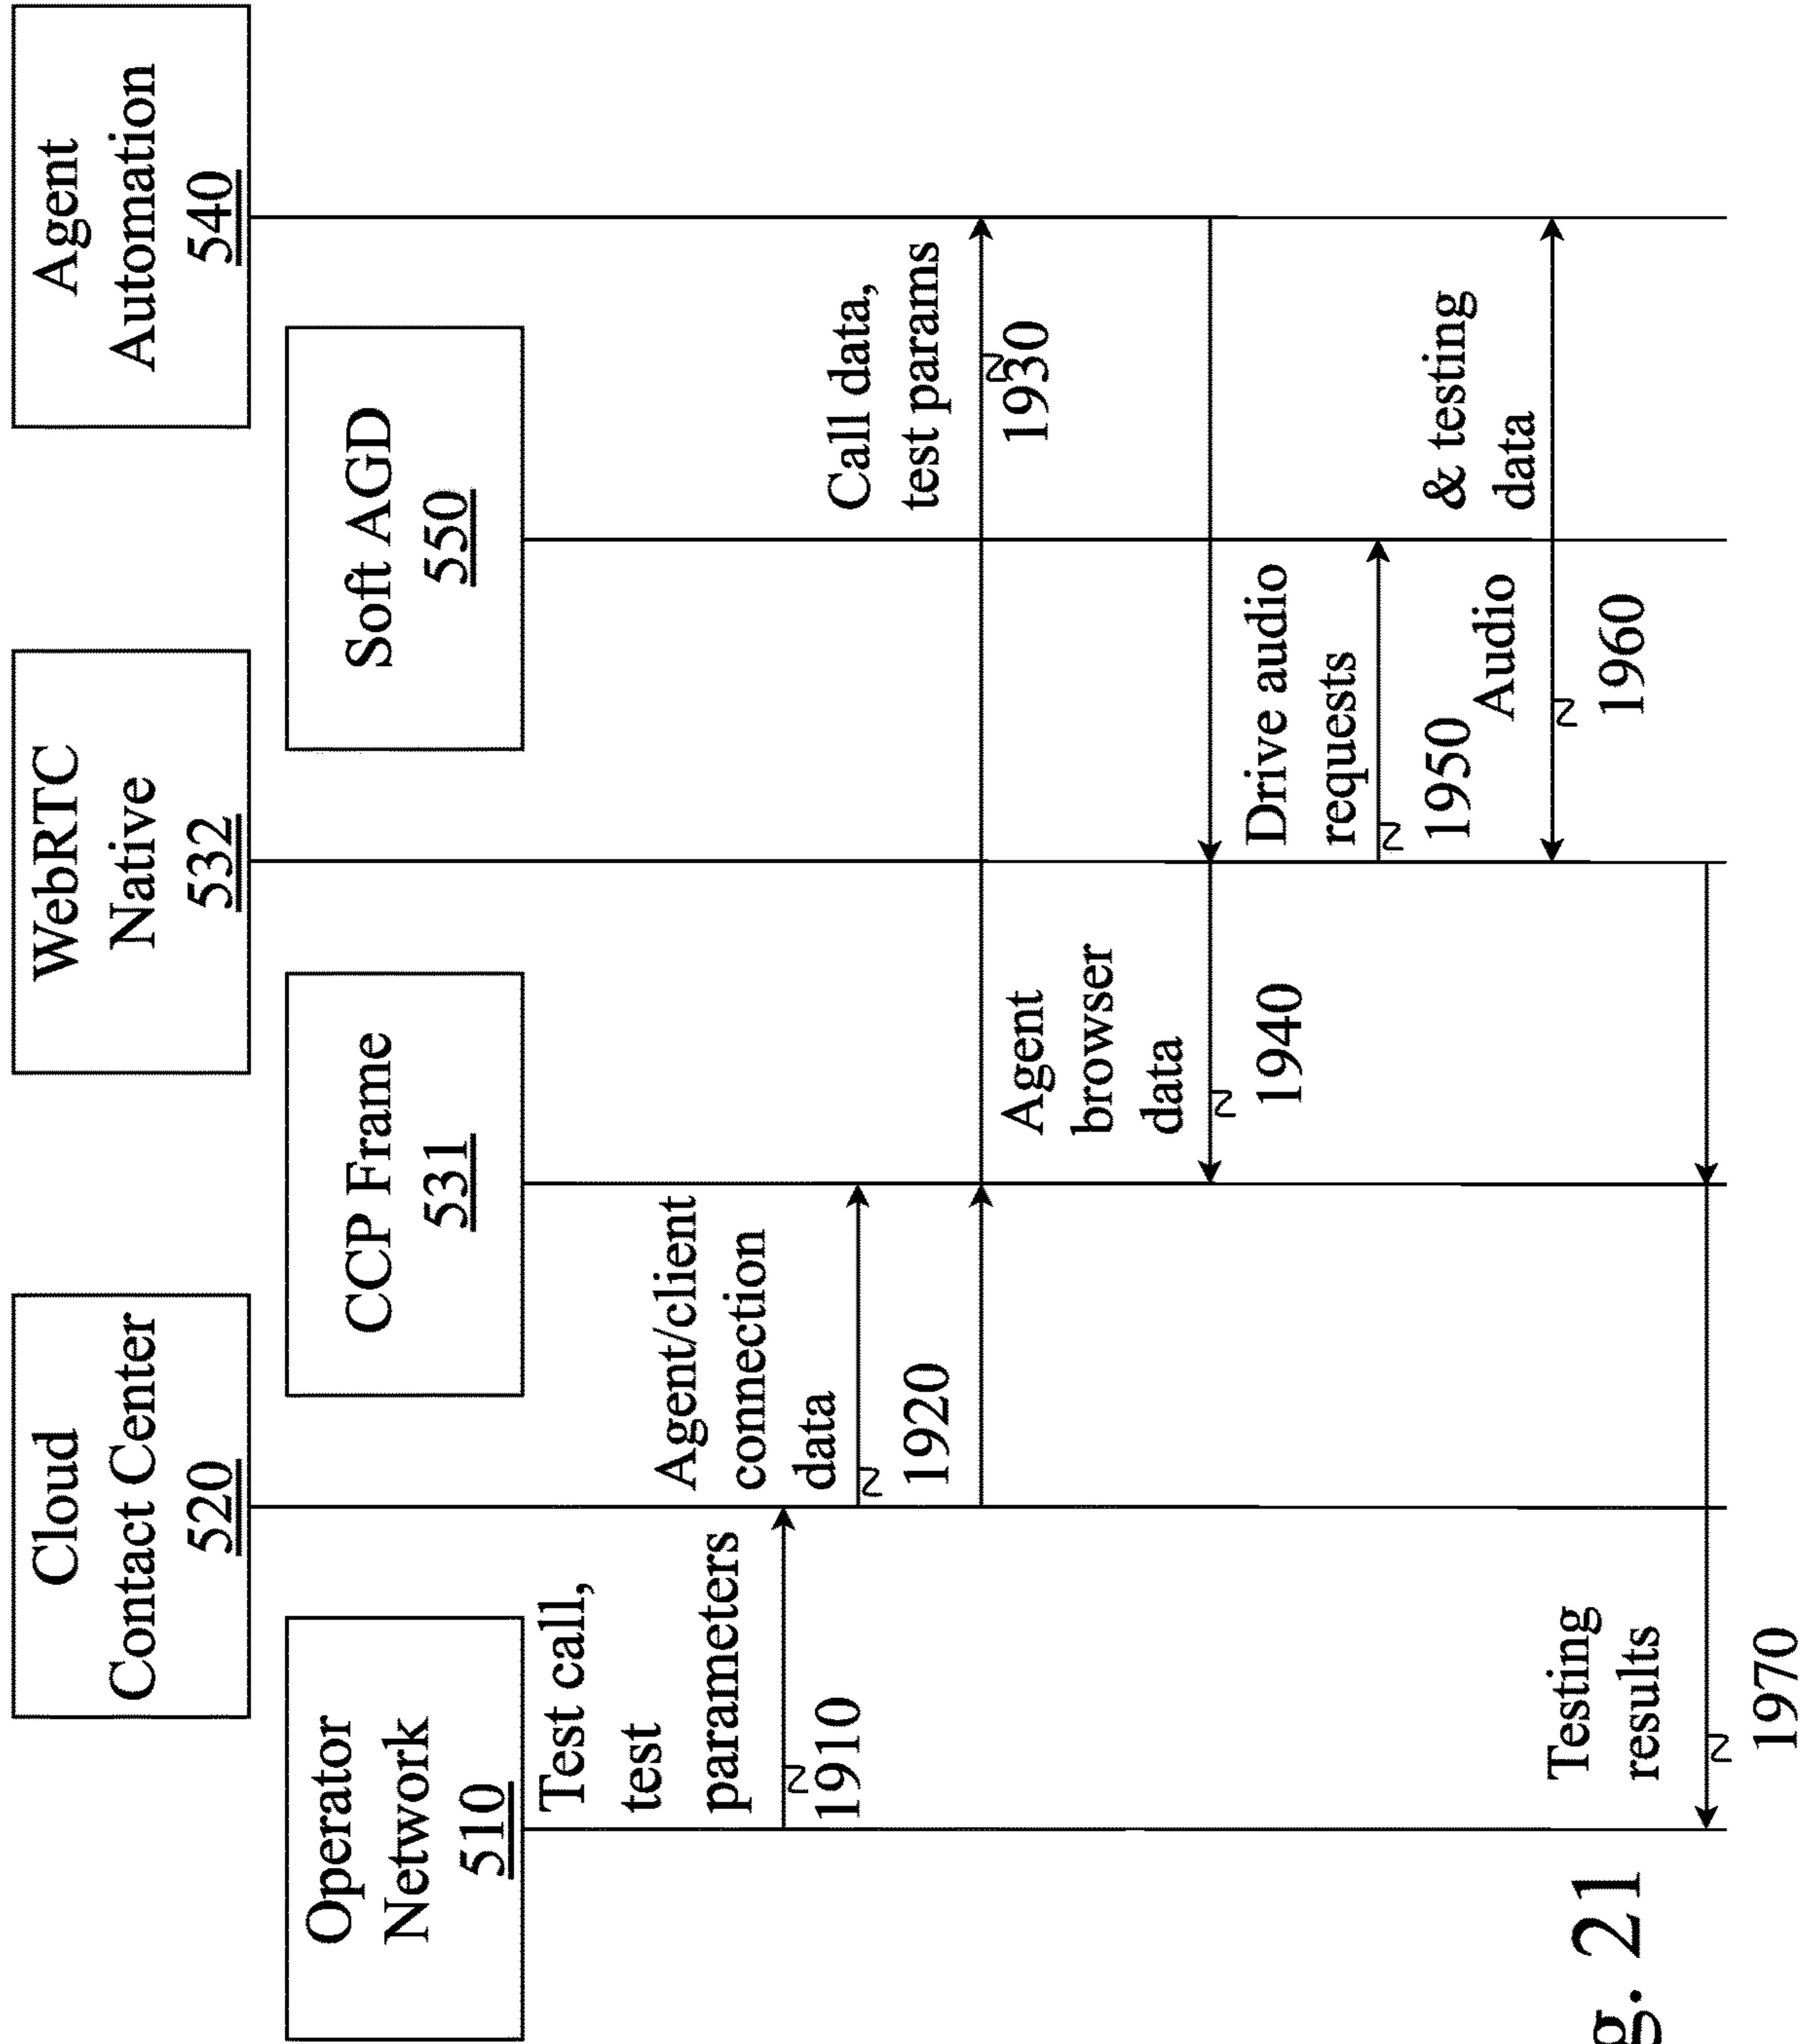 Operator
Network
510
Cloud
Contact Center
520
CCP Frame
531
WebRTC
Native
532
Soft AGD
550
Agent
Automation
540
Test call,
test
parameters
1910
Agent/client
connection
data
1920
Call data,
test params
1930
Agent
browser
data
1940
Drive audio
requests
1950
Audio
& testing
data
1960
Testing
results
1970
g. 21